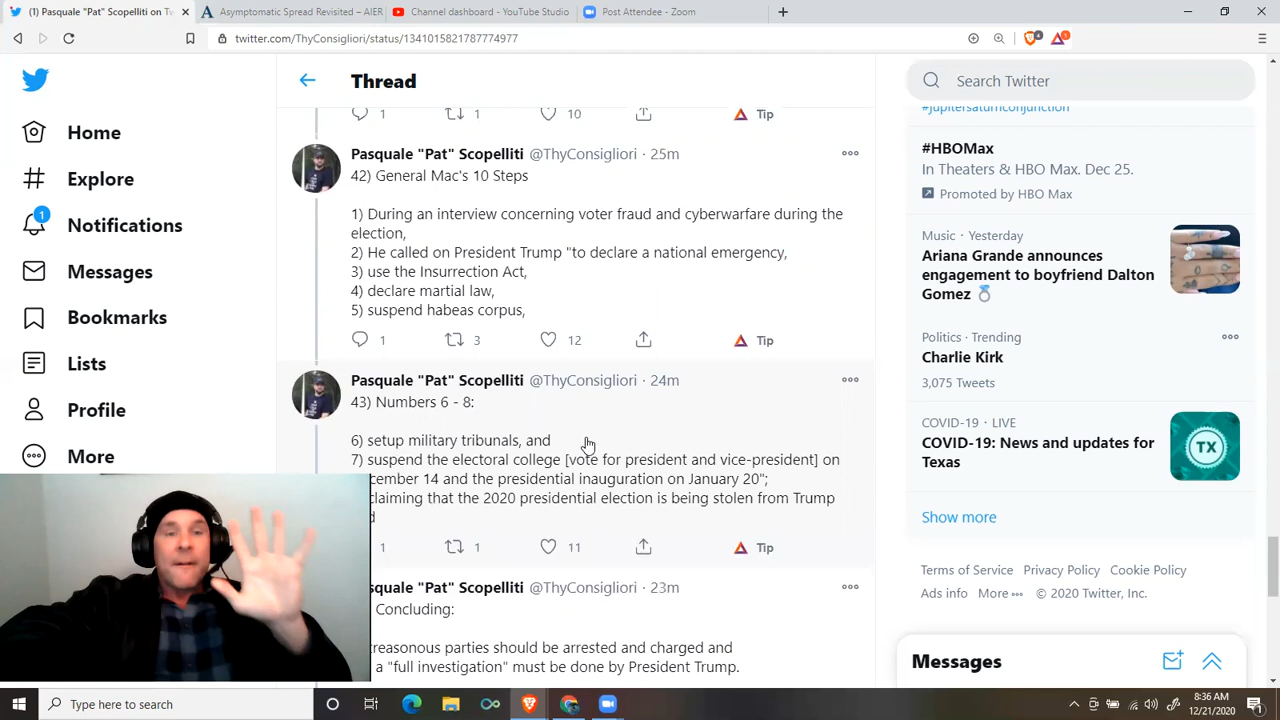 (1) Pasquale "Pat" Scopelliti on Tw
Asymptomatic Spread Revisited – AIER
Channel dashboard - YouTube Studio
Post Attendee - Zoom
twitter.com/ThyConsigliori/status/1341015821787774977
4
1
Home
Explore
1
Notifications
Messages
Bookmarks
Lists
Profile
More
Thread
1
1
10
Tip
Pasquale "Pat" Scopelliti @ThyConsigliori · 25m
42) General Mac's 10 Steps
1) During an interview concerning voter fraud and cyberwarfare during the
election,
2) He called on President Trump "to declare a national emergency,
3) use the Insurrection Act,
4) declare martial law,
5) suspend habeas corpus,
1
3
12
Tip
Pasquale "Pat" Scopelliti @ThyConsigliori · 24m
43) Numbers 6 - 8:
6) setup military tribunals, and
7) suspend the electoral college [vote for president and vice-president] on
cember 14 and the presidential inauguration on January 20";
claiming that the 2020 presidential election is being stolen from Trump
d
1
1
11
Tip
squale "Pat" Scopelliti @ThyConsigliori · 23m
Concluding:
treasonous parties should be arrested and charged and
a "full investigation" must be done by President Trump.
Search Twitter
#jupitersaturnconjunction
#HBOMax
In Theaters & HBO Max. Dec 25.
Promoted by HBO Max
Music · Yesterday
Ariana Grande announces
engagement to boyfriend Dalton
Gomez
Politics · Trending
Charlie Kirk
3,075 Tweets
COVID-19 · LIVE
COVID-19: News and updates for
Texas
TX
Show more
Terms of Service Privacy Policy Cookie Policy
Ads info More © 2020 Twitter, Inc.
Messages
Type here to search
8:36 AM
12/21/2020